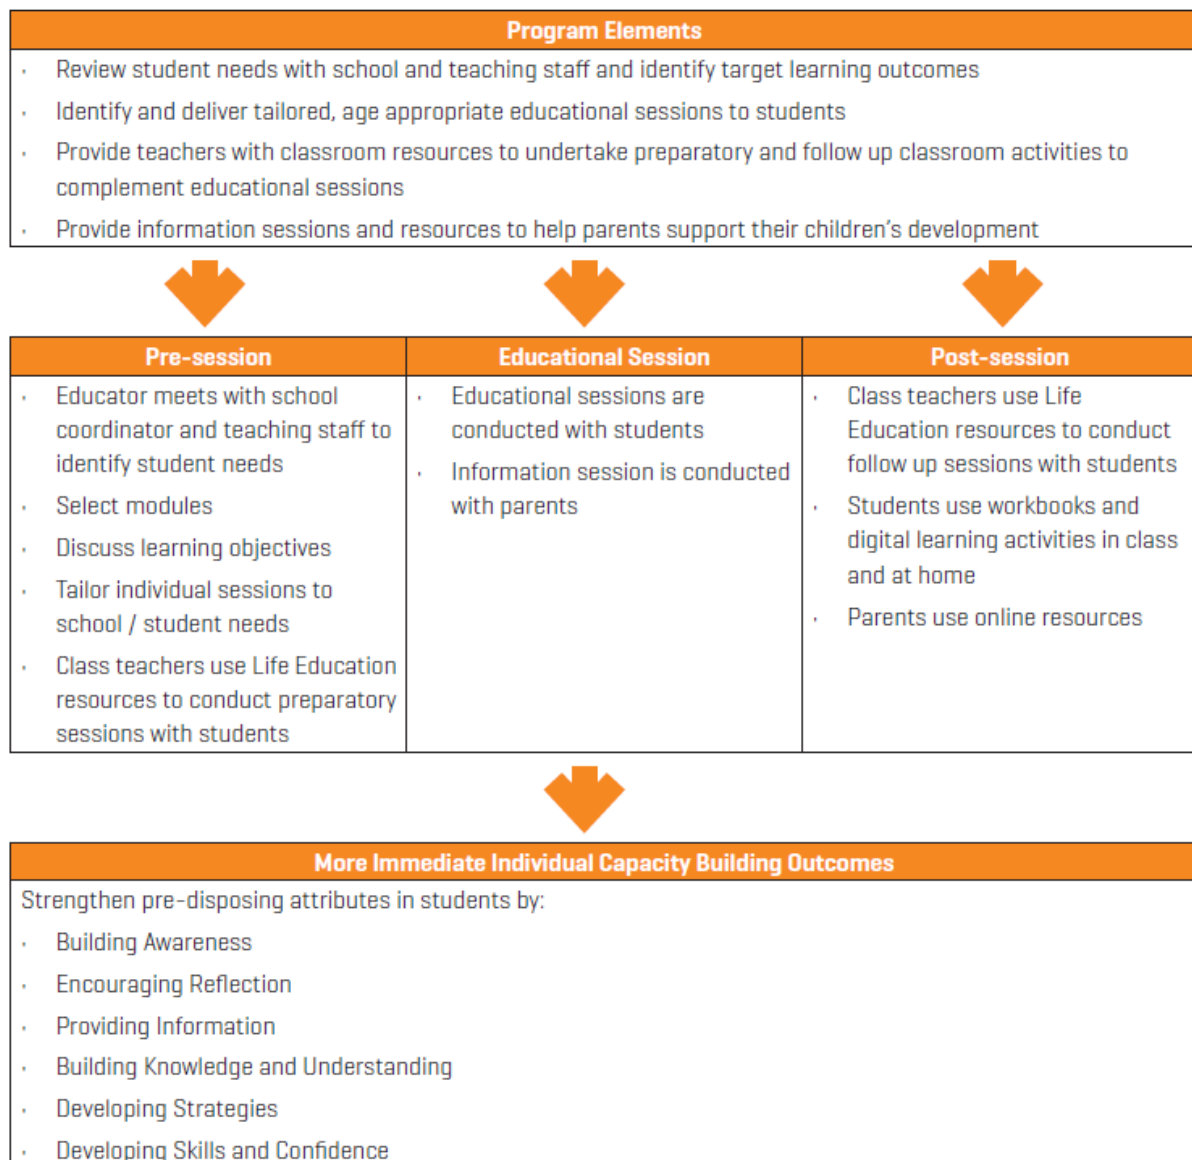 Program Elements
· Review student needs with school and teaching staff and identify target learning outcomes
· Identify and deliver tailored, age appropriate educational sessions to students
· Provide teachers with classroom resources to undertake preparatory and follow up classroom activities to
complement educational sessions
· Provide information sessions and resources to help parents support their children's development
Pre-session
· Educator meets with school
coordinator and teaching staff to
identify student needs
· Select modules
· Discuss learning objectives
· Tailor individual sessions to
school / student needs
· Class teachers use Life Education
resources to conduct preparatory
sessions with students
Educational Session
· Educational sessions are
conducted with students
· Information session is conducted
with parents
Post-session
· Class teachers use Life
Education resources to conduct
follow up sessions with students
· Students use workbooks and
digital learning activities in class
and at home
· Parents use online resources
More Immediate Individual Capacity Building Outcomes
Strengthen pre-disposing attributes in students by:
· Building Awareness
· Encouraging Reflection
· Providing Information
· Building Knowledge and Understanding
· Developing Strategies
· Developing Skills and Confidence